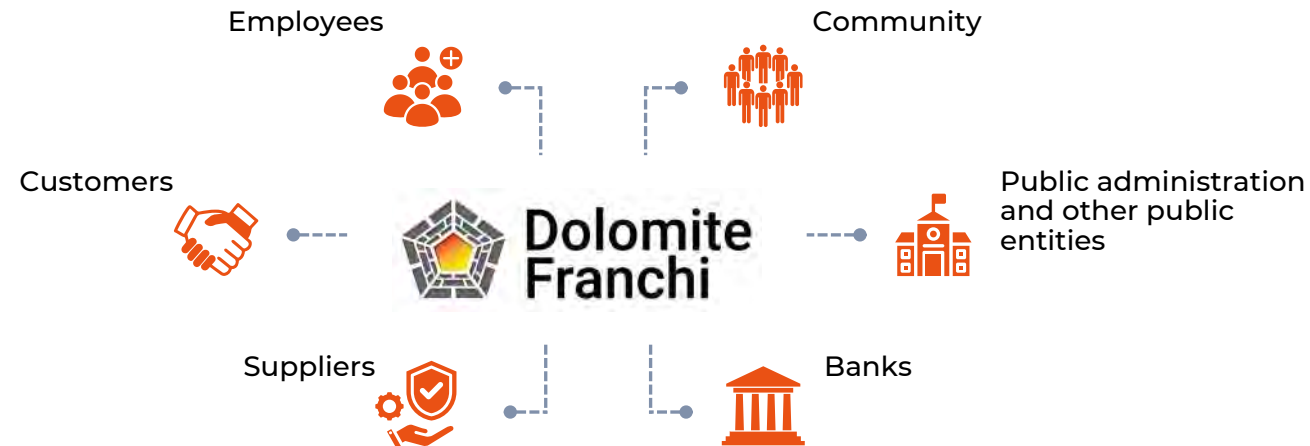 Employees
Community
Customers
Public administration
and other public
entities
Dolomite
Franchi
Suppliers
Banks